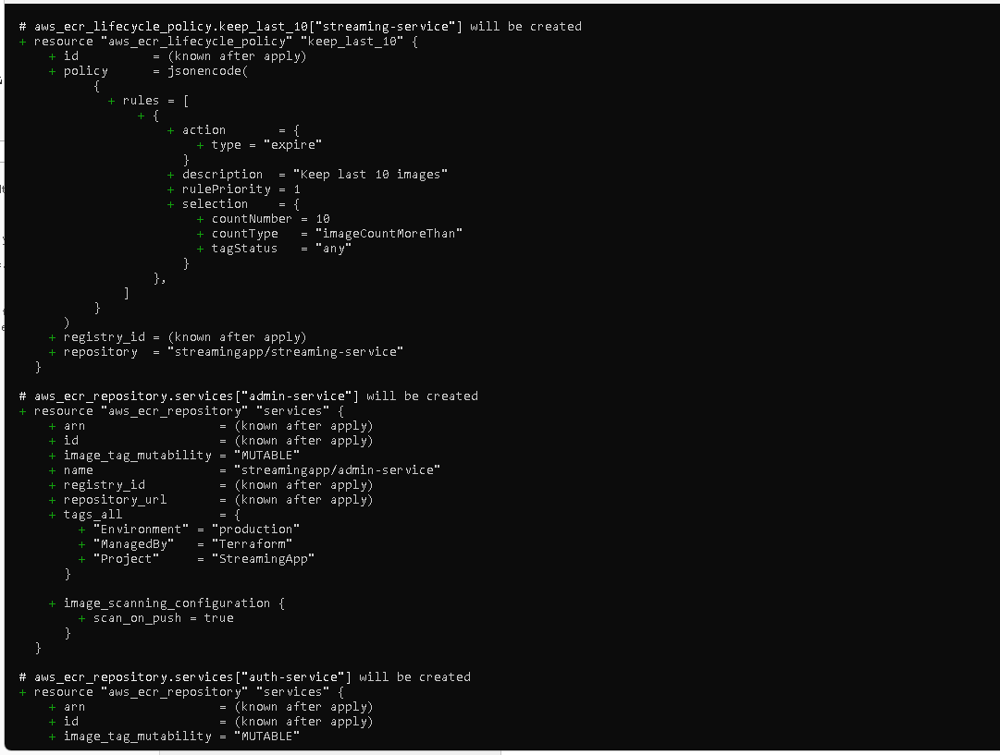 # aws_ecr_lifecycle_policy.keep_last_10["streaming-service"] will be created
+ resource "aws_ecr_lifecycle_policy" "keep_last_10" {
    + id          = (known after apply)
    + policy      = jsonencode(
          {
            + rules = [
                + {
                    + action       = {
                        + type = "expire"
                      }
                    + description  = "Keep last 10 images"
                    + rulePriority = 1
                    + selection    = {
                        + countNumber = 10
                        + countType   = "imageCountMoreThan"
                        + tagStatus   = "any"
                      }
                  },
              ]
          }
      )
    + registry_id = (known after apply)
    + repository  = "streamingapp/streaming-service"
  }
# aws_ecr_repository.services["admin-service"] will be created
+ resource "aws_ecr_repository" "services" {
    + arn                  = (known after apply)
    + id                   = (known after apply)
    + image_tag_mutability = "MUTABLE"
    + name                 = "streamingapp/admin-service"
    + registry_id          = (known after apply)
    + repository_url       = (known after apply)
    + tags_all             = {
        + "Environment" = "production"
        + "ManagedBy"   = "Terraform"
        + "Project"     = "StreamingApp"
      }
    + image_scanning_configuration {
        + scan_on_push = true
      }
  }
# aws_ecr_repository.services["auth-service"] will be created
+ resource "aws_ecr_repository" "services" {
    + arn                  = (known after apply)
    + id                   = (known after apply)
    + image_tag_mutability = "MUTABLE"